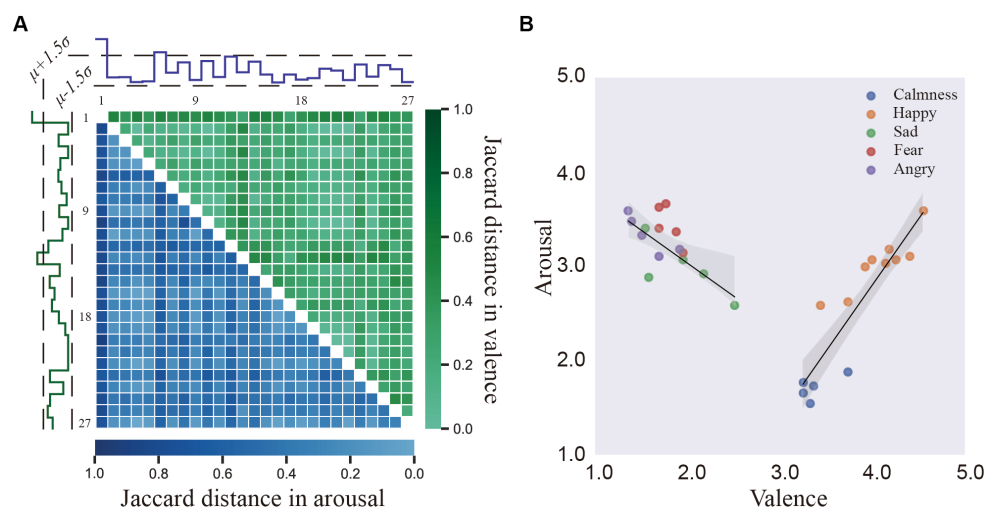 A
μ+1.5σ
μ-1.5σ
1 9 18 27
1
9
18
27
1.0
0.8
0.6
0.4
0.2
0.0
Jaccard distance in valence
1.0 0.8 0.6 0.4 0.2 0.0
Jaccard distance in arousal
B
5.0
4.0
3.0
2.0
1.0
Arousal
Calmness
Happy
Sad
Fear
Angry
1.0 2.0 3.0 4.0 5.0
Valence